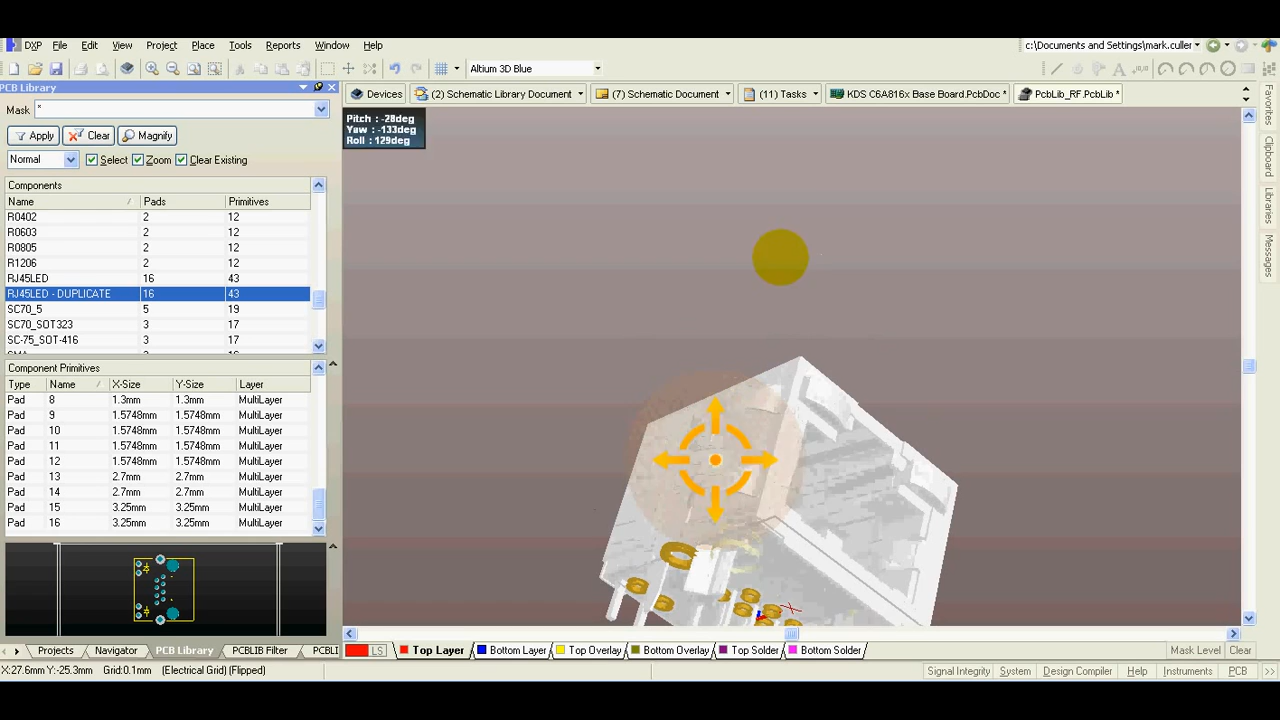 DXP File Edit View Project Place Tools Reports Window Help
c:\Documents and Settings\mark.culler
Altium 3D Blue
PCB Library
Devices (2) Schematic Library Document (7) Schematic Document (11) Tasks KDS C6A816x Base Board.PcbDoc * PcbLib_RF.PcbLib *
Mask *
Apply Clear Magnify
Normal Select Zoom Clear Existing
Pitch : -28deg
Yaw : -133deg
Roll : 129deg
Components
Name / Pads Primitives
R0402 2 12
R0603 2 12
R0805 2 12
R1206 2 12
RJ45LED 16 43
RJ45LED - DUPLICATE 16 43
SC70_5 5 19
SC70_SOT323 3 17
SC-75_SOT-416 3 17
Component Primitives
Type Name / X-Size Y-Size Layer
Pad 8 1.3mm 1.3mm MultiLayer
Pad 9 1.5748mm 1.5748mm MultiLayer
Pad 10 1.5748mm 1.5748mm MultiLayer
Pad 11 1.5748mm 1.5748mm MultiLayer
Pad 12 1.5748mm 1.5748mm MultiLayer
Pad 13 2.7mm 2.7mm MultiLayer
Pad 14 2.7mm 2.7mm MultiLayer
Pad 15 3.25mm 3.25mm MultiLayer
Pad 16 3.25mm 3.25mm MultiLayer
Favorites
Clipboard
Libraries
Messages
Projects Navigator PCB Library PCBLIB Filter PCBLI
LS Top Layer Bottom Layer Top Overlay Bottom Overlay Top Solder Bottom Solder Mask Level Clear
X:27.6mm Y:-25.3mm Grid:0.1mm (Electrical Grid) (Flipped) Signal Integrity System Design Compiler Help Instruments PCB >>